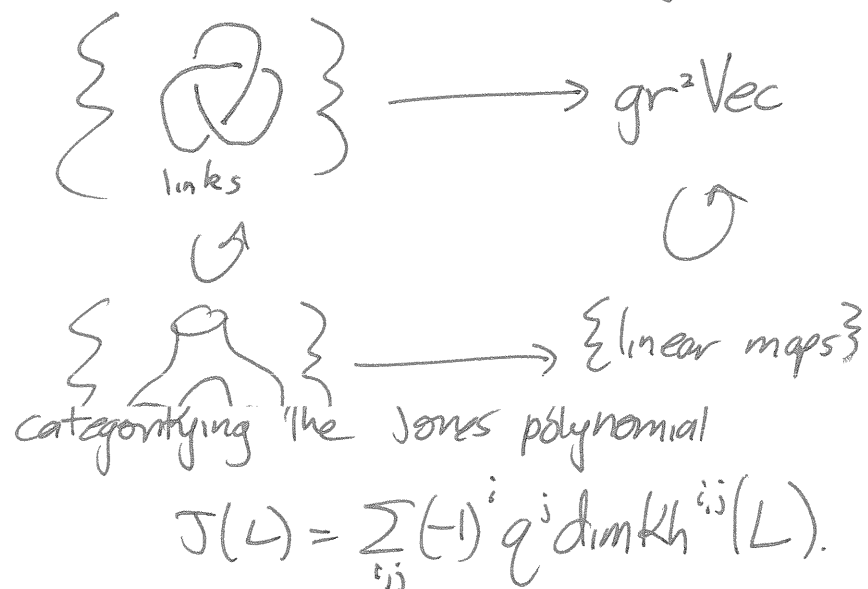 gr²Vec
links
{linear maps}
categorifying the Jones polynomial
J(L) = ∑_{i,j} (-1)^i q^j dim Kh^{i,j}(L).